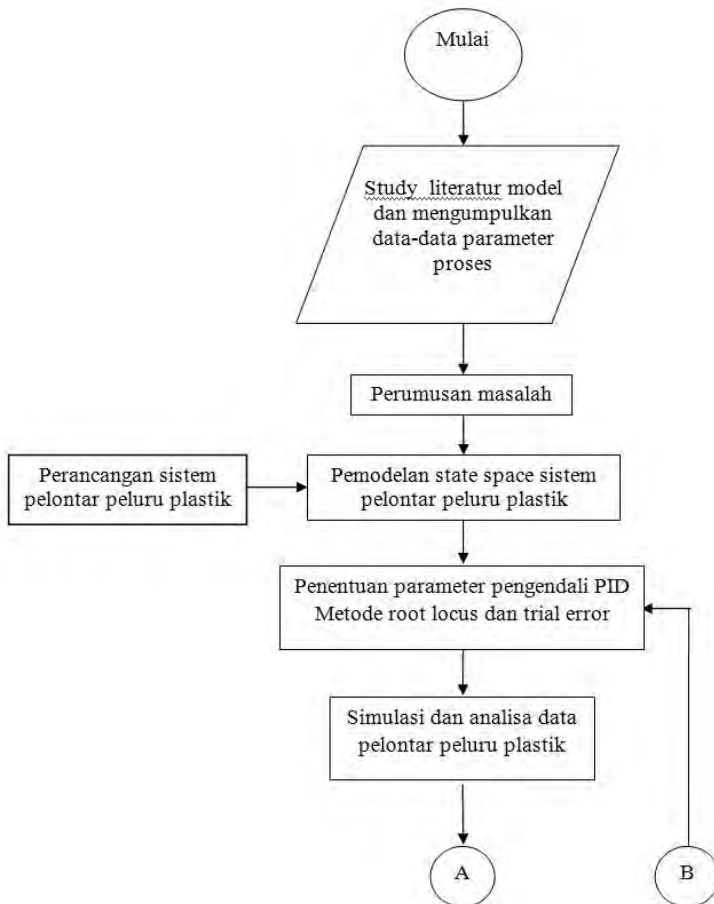 Mulai
Study literatur model
dan mengumpulkan
data-data parameter
proses
Perumusan masalah
Perancangan sistem
pelontar peluru plastik
Pemodelan state space sistem
pelontar peluru plastik
Penentuan parameter pengendali PID
Metode root locus dan trial error
Simulasi dan analisa data
pelontar peluru plastik
A
B